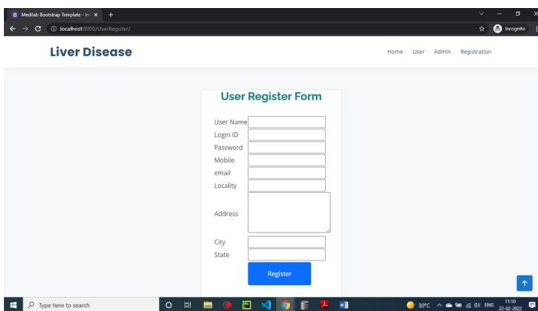 Medilab Bootstrap Template - In
localhost:8000/UserRegister/
Incognito
Liver Disease
Home User Admin Registration
User Register Form
User Name
Login ID
Password
Mobile
email
Locality
Address
City
State
Register
Type here to search
30°C ENG 11:10
22-02-2022